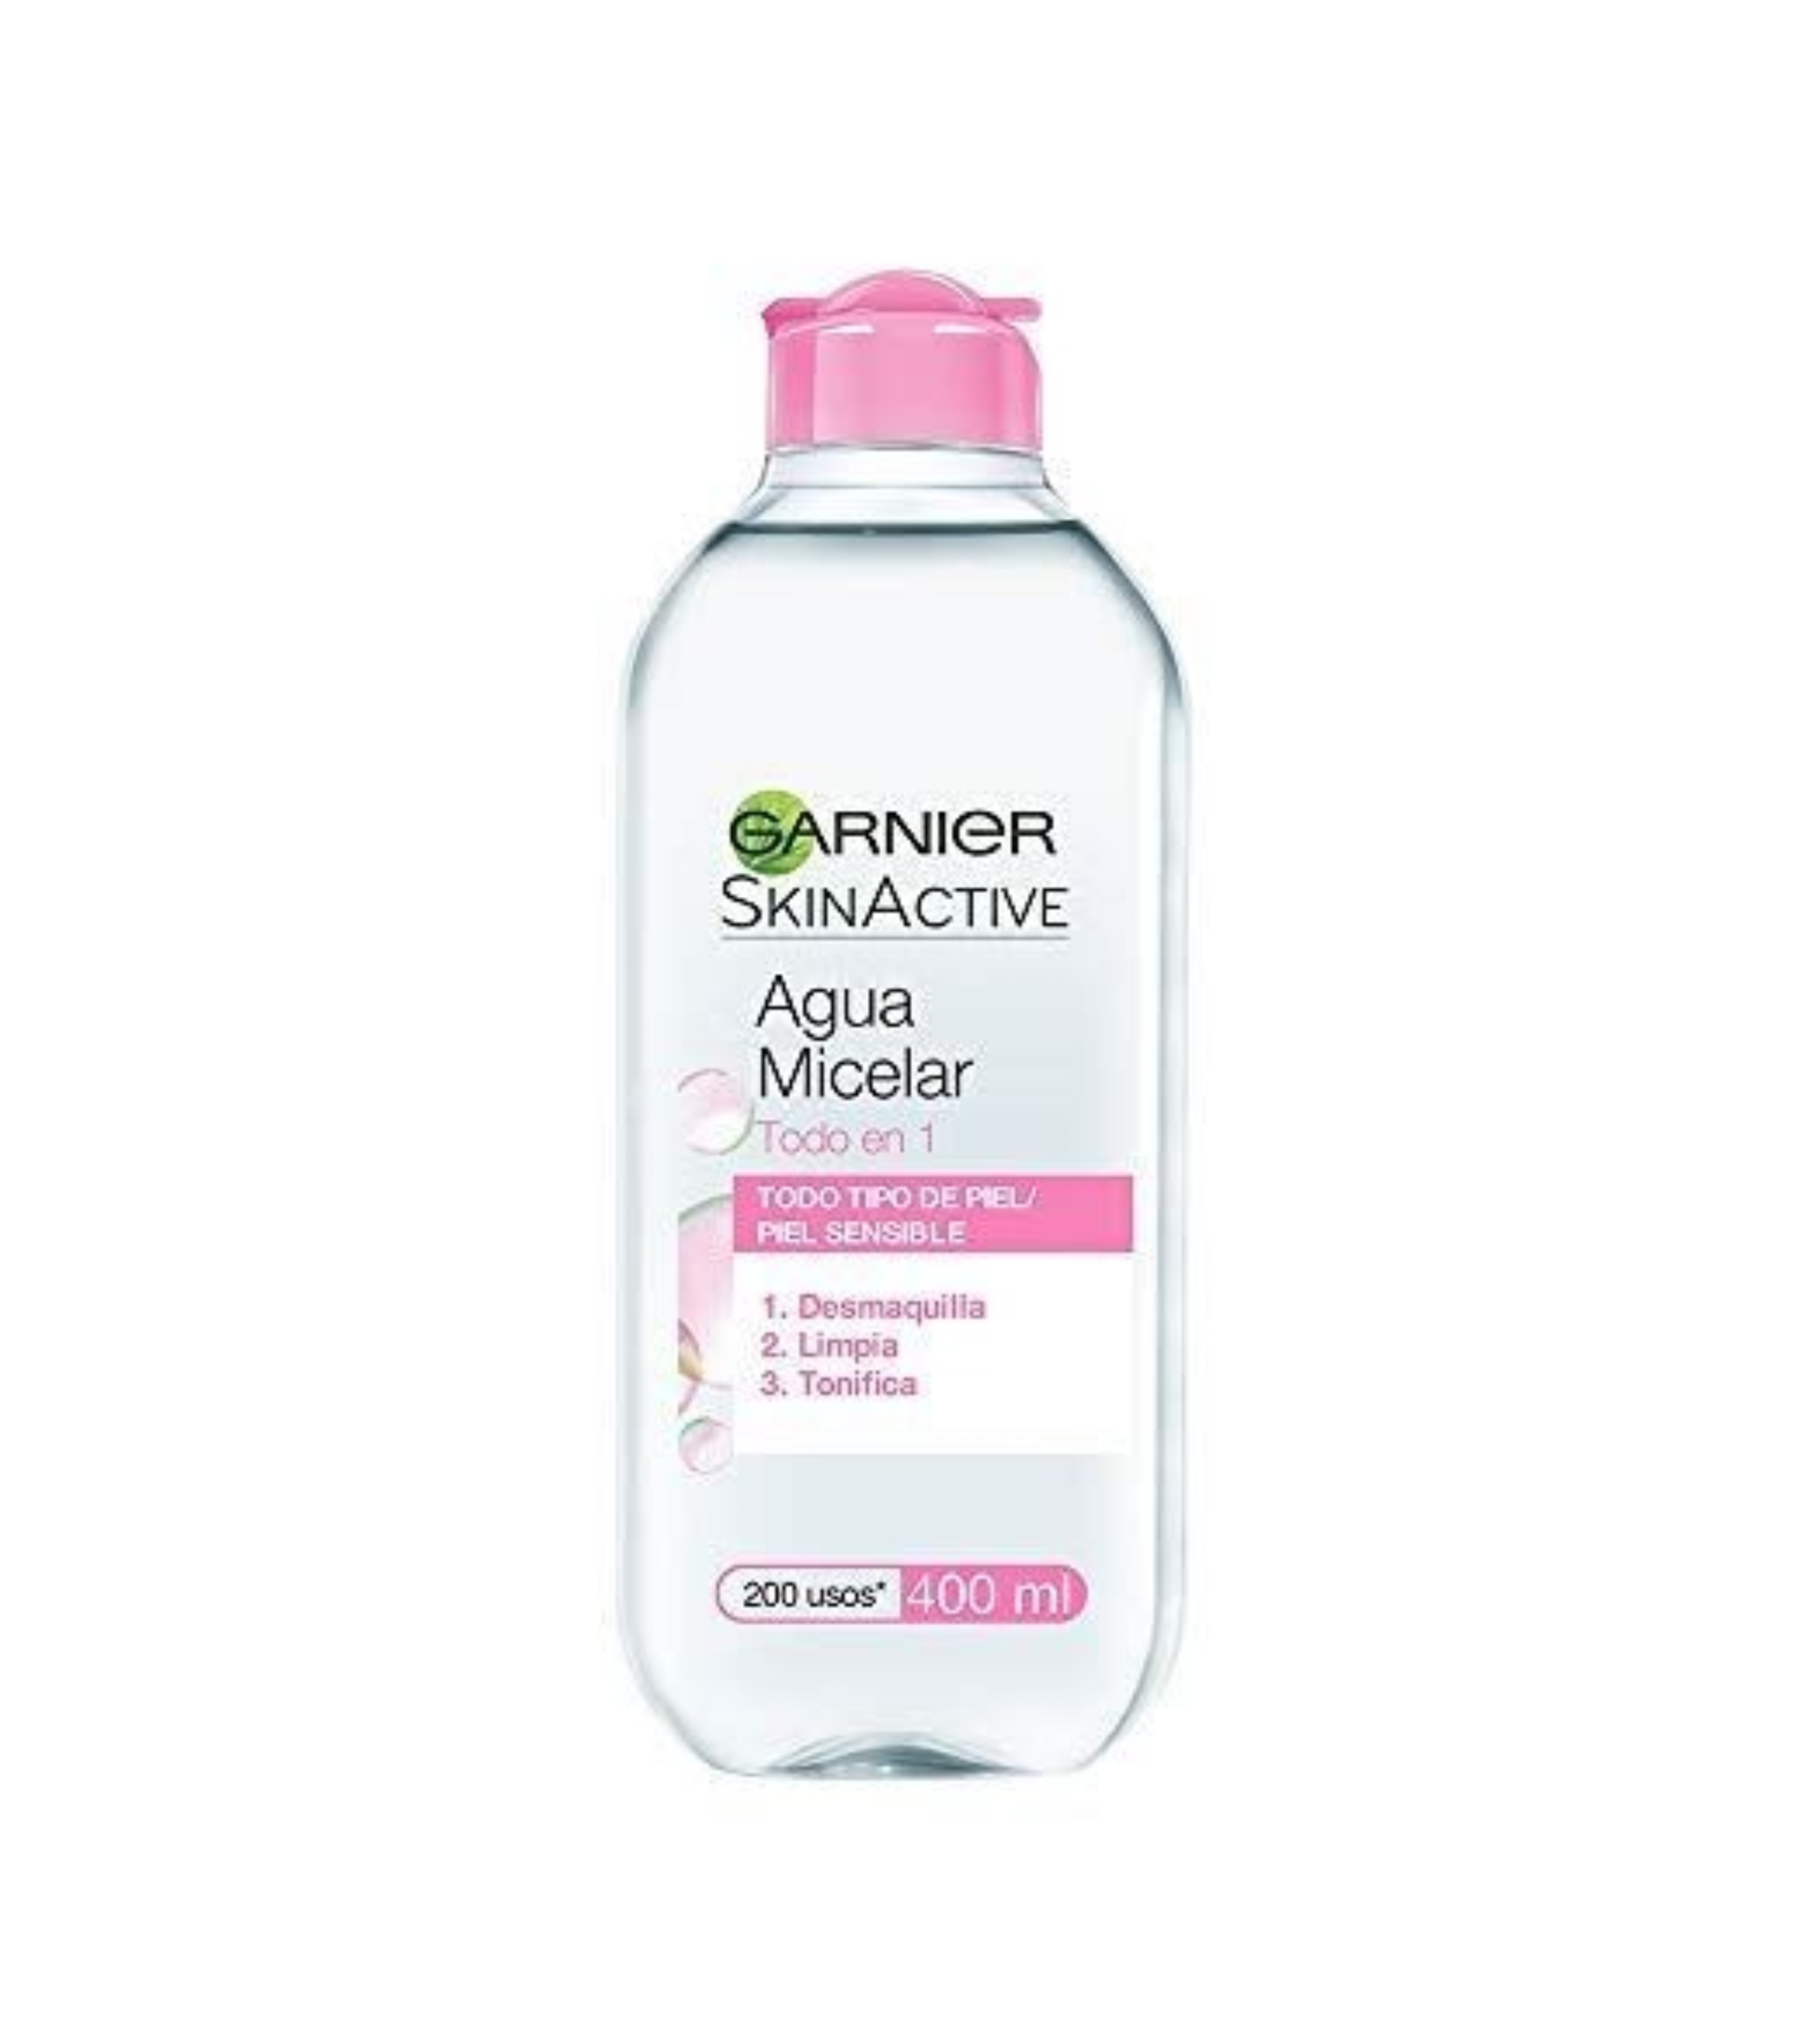 GARNIER
SKINACTIVE
Agua
Micelar
Todo en 1
TODO TIPO DE PIEL/
PIEL SENSIBLE
1. Desmaquilla
2. Limpia
3. Tonifica
200 usos* 400 ml